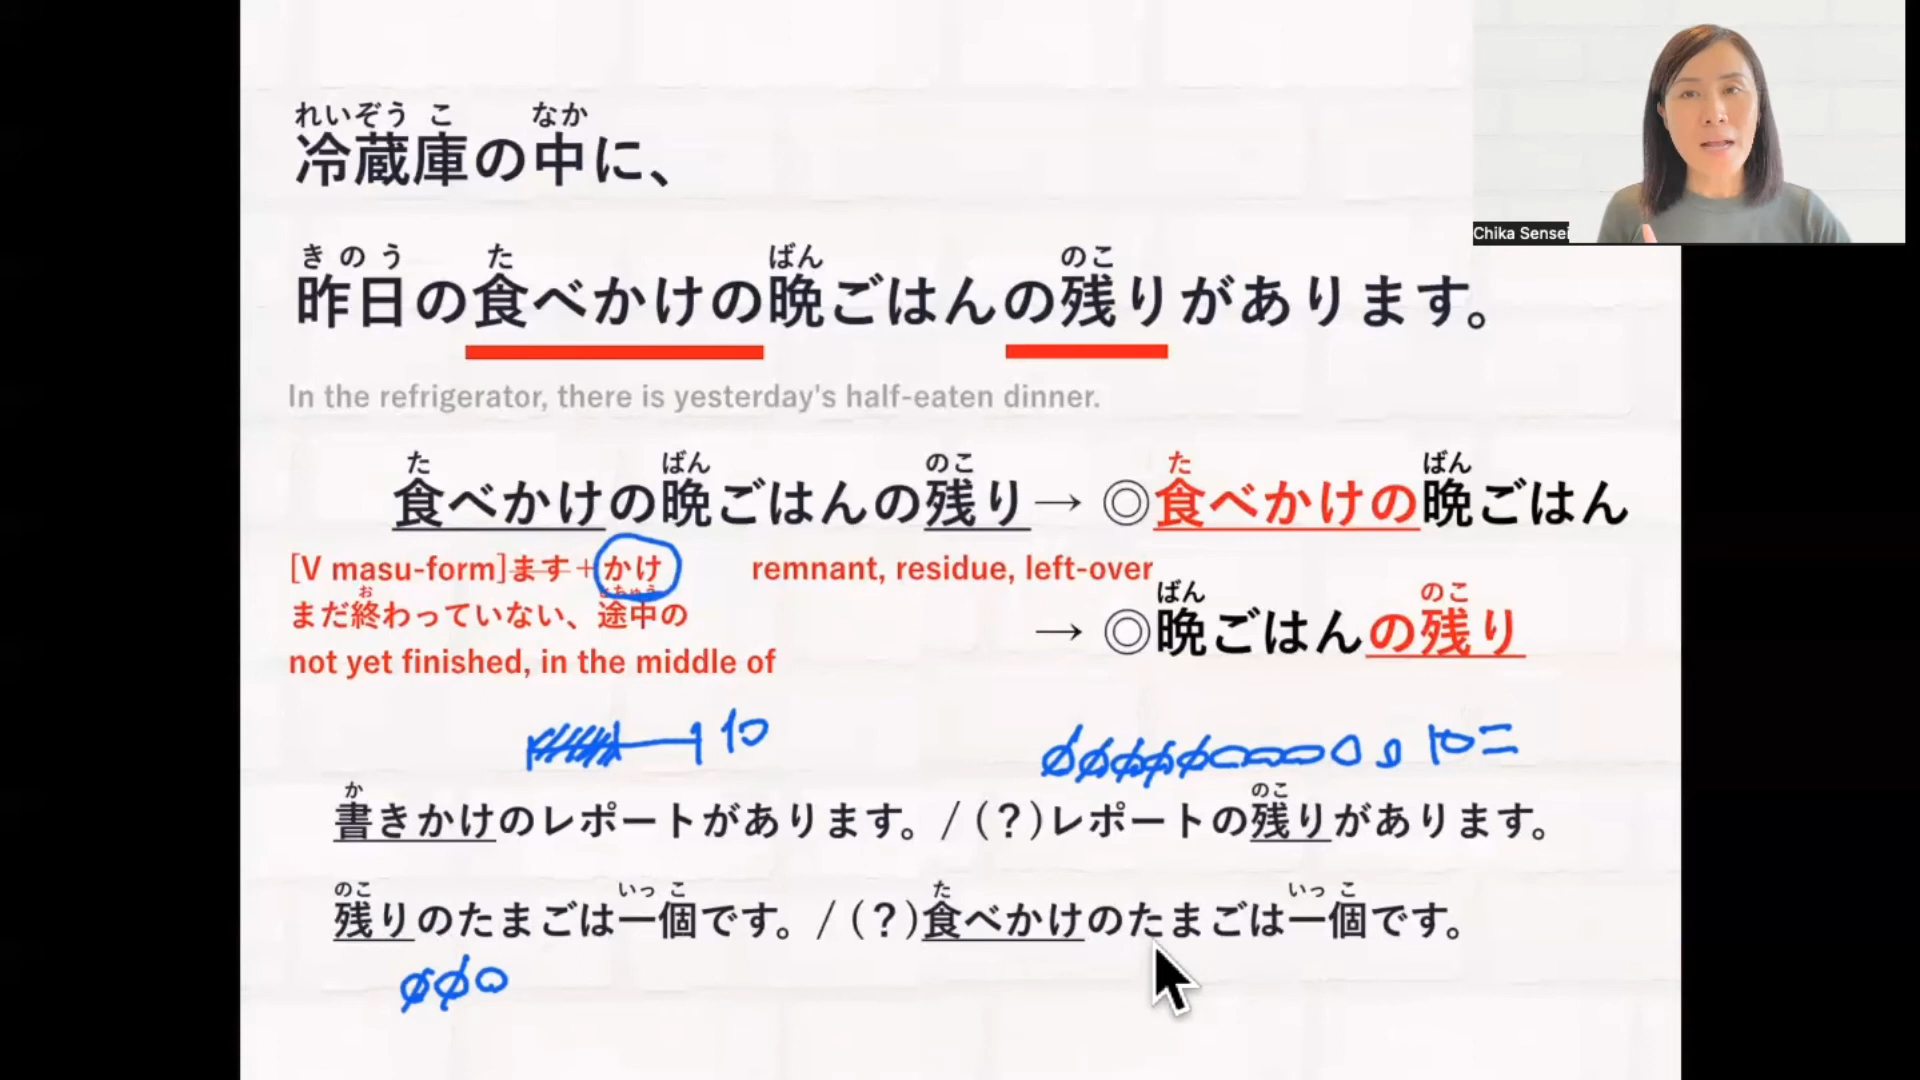 れいぞう こ なか
冷蔵庫の中に、
きのう た ばん のこ
昨日の食べかけの晩ごはんの残りがあります。
In the refrigerator, there is yesterday's half-eaten dinner.
た ばん のこ た ばん
食べかけの晩ごはんの残り→ ◎食べかけの晩ごはん
[V masu-form]ます+かけ remnant, residue, left-over
お とちゅう
まだ終わっていない、途中の
not yet finished, in the middle of
ばん のこ
→ ◎晩ごはんの残り
10
10コ
か のこ
書きかけのレポートがあります。/(?)レポートの残りがあります。
のこ いっ こ た いっ こ
残りのたまごは一個です。/(?)食べかけのたまごは一個です。
Chika Sensei